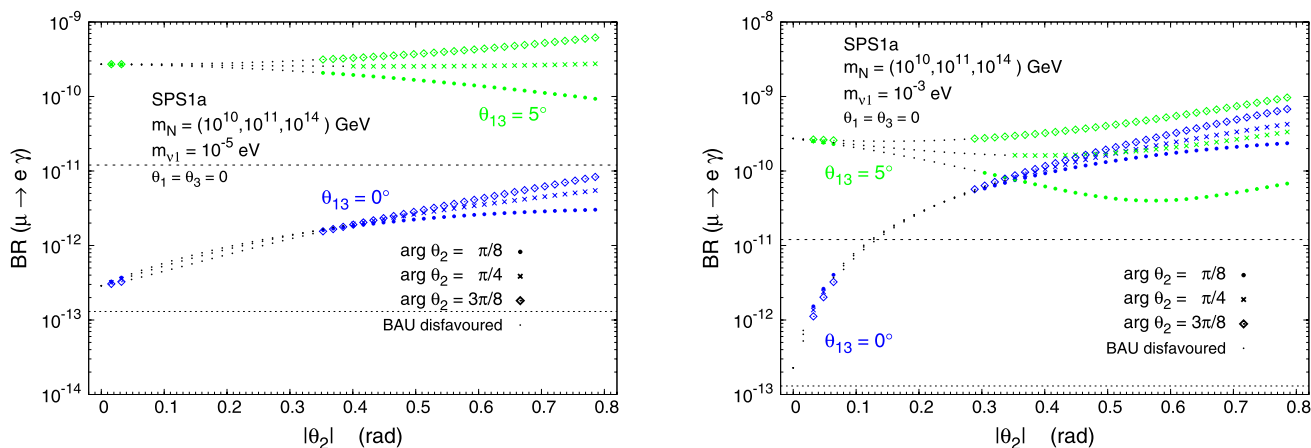 10^-9
10^-10
10^-11
10^-12
10^-13
10^-14
BR (μ → e γ)
SPS1a
m_N = (10^10,10^11,10^14) GeV
m_ν1 = 10^-5 eV
θ_1 = θ_3 = 0
θ_13 = 5°
θ_13 = 0°
arg θ_2 = π/8
arg θ_2 = π/4
arg θ_2 = 3π/8
BAU disfavoured
0 0.1 0.2 0.3 0.4 0.5 0.6 0.7 0.8
|θ_2| (rad)
10^-8
10^-9
10^-10
10^-11
10^-12
10^-13
BR (μ → e γ)
SPS1a
m_N = (10^10,10^11,10^14) GeV
m_ν1 = 10^-3 eV
θ_1 = θ_3 = 0
θ_13 = 5°
arg θ_2 = π/8
arg θ_2 = π/4
arg θ_2 = 3π/8
θ_13 = 0°
BAU disfavoured
0 0.1 0.2 0.3 0.4 0.5 0.6 0.7 0.8
|θ_2| (rad)